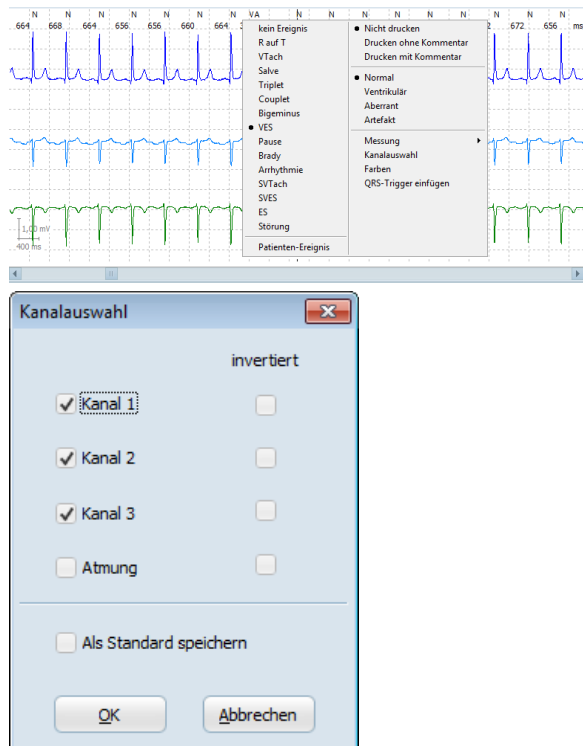 N N N N N N N VA N N N N N N N N
664 668 664 656 656 660 664 672 656 ms
kein Ereignis
R auf T
VTach
Salve
Triplet
Couplet
Bigeminus
VES
Pause
Brady
Arrhythmie
SVTach
SVES
ES
Störung
Patienten-Ereignis
Nicht drucken
Drucken ohne Kommentar
Drucken mit Kommentar
Normal
Ventrikulär
Aberrant
Artefakt
Messung
Kanalauswahl
Farben
QRS-Trigger einfügen
1,00 mV
400 ms
Kanalauswahl
invertiert
Kanal 1
Kanal 2
Kanal 3
Atmung
Als Standard speichern
OK Abbrechen